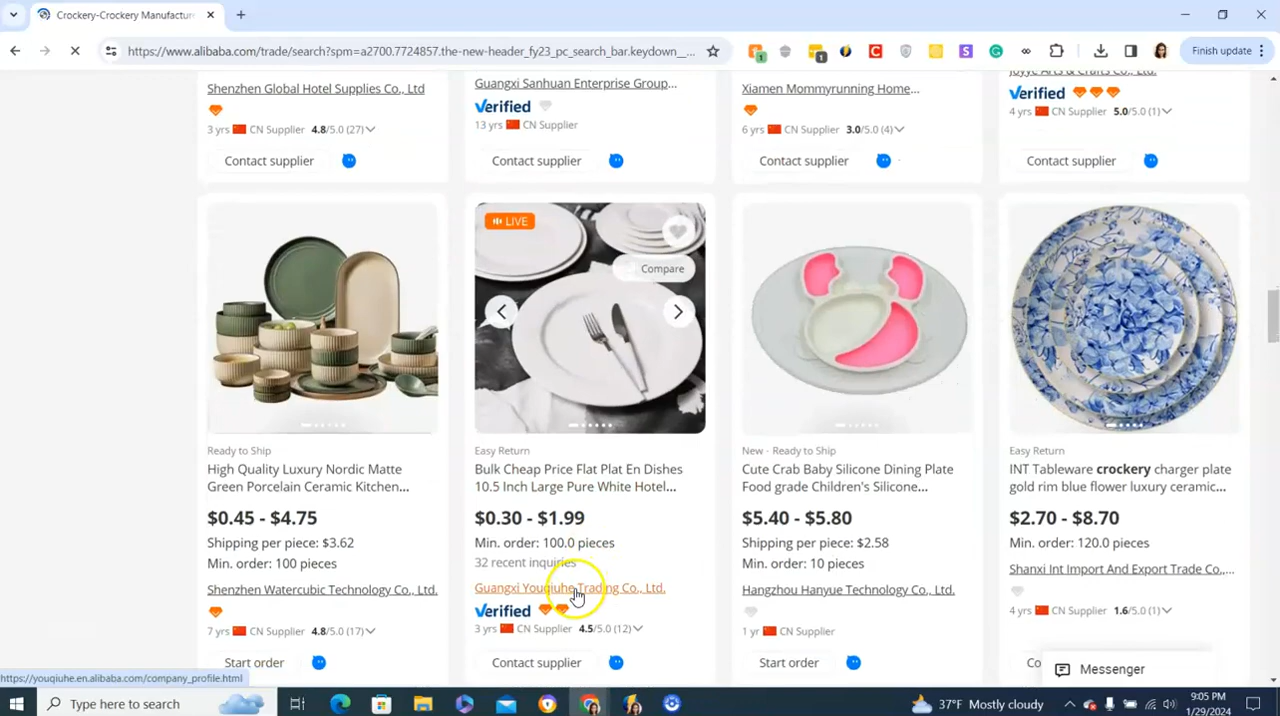 Crockery-Crockery Manufactur
https://www.alibaba.com/trade/search?spm=a2700.7724857.the-new-header_fy23_pc_search_bar.keydown__...
1
1
Finish update
Shenzhen Global Hotel Supplies Co., Ltd
3 yrs CN Supplier 4.8/5.0 (27)
Contact supplier
Guangxi Sanhuan Enterprise Group...
Verified
13 yrs CN Supplier
Contact supplier
Xiamen Mommyrunning Home...
6 yrs CN Supplier 3.0/5.0 (4)
Contact supplier
Joyye Arts & Crafts Co., Ltd.
Verified
4 yrs CN Supplier 5.0/5.0 (1)
Contact supplier
Ready to Ship
High Quality Luxury Nordic Matte
Green Porcelain Ceramic Kitchen...
$0.45 - $4.75
Shipping per piece: $3.62
Min. order: 100 pieces
Shenzhen Watercubic Technology Co., Ltd.
7 yrs CN Supplier 4.8/5.0 (17)
Start order
LIVE
Compare
Easy Return
Bulk Cheap Price Flat Plat En Dishes
10.5 Inch Large Pure White Hotel...
$0.30 - $1.99
Min. order: 100.0 pieces
32 recent inquiries
Guangxi Youqiuhe Trading Co., Ltd.
Verified
3 yrs CN Supplier 4.5/5.0 (12)
Contact supplier
New · Ready to Ship
Cute Crab Baby Silicone Dining Plate
Food grade Children's Silicone...
$5.40 - $5.80
Shipping per piece: $2.58
Min. order: 10 pieces
Hangzhou Hanyue Technology Co., Ltd.
1 yr CN Supplier
Start order
Easy Return
INT Tableware crockery charger plate
gold rim blue flower luxury ceramic...
$2.70 - $8.70
Min. order: 120.0 pieces
Shanxi Int Import And Export Trade Co.,...
4 yrs CN Supplier 1.6/5.0 (1)
Co
Messenger
https://youqiuhe.en.alibaba.com/company_profile.html
Type here to search
37°F Mostly cloudy
9:05 PM
1/29/2024